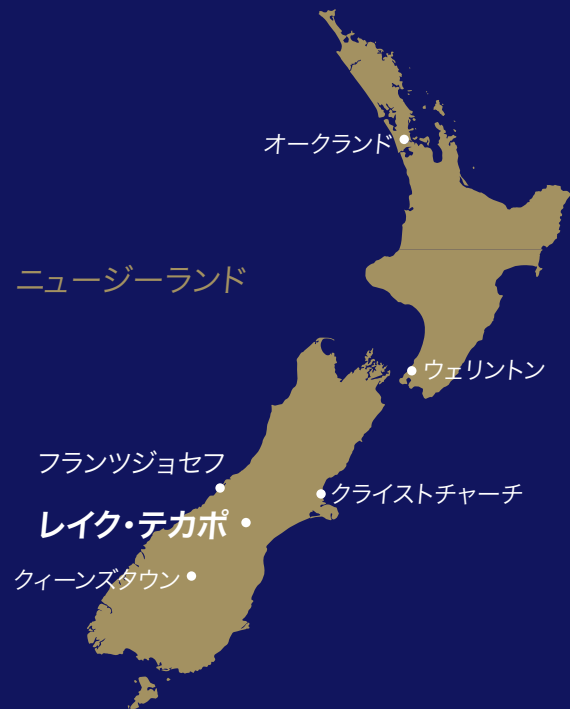 オークランド
ニュージーランド
ウェリントン
フランツジョセフ
クライストチャーチ
レイク・テカポ
クィーンズタウン